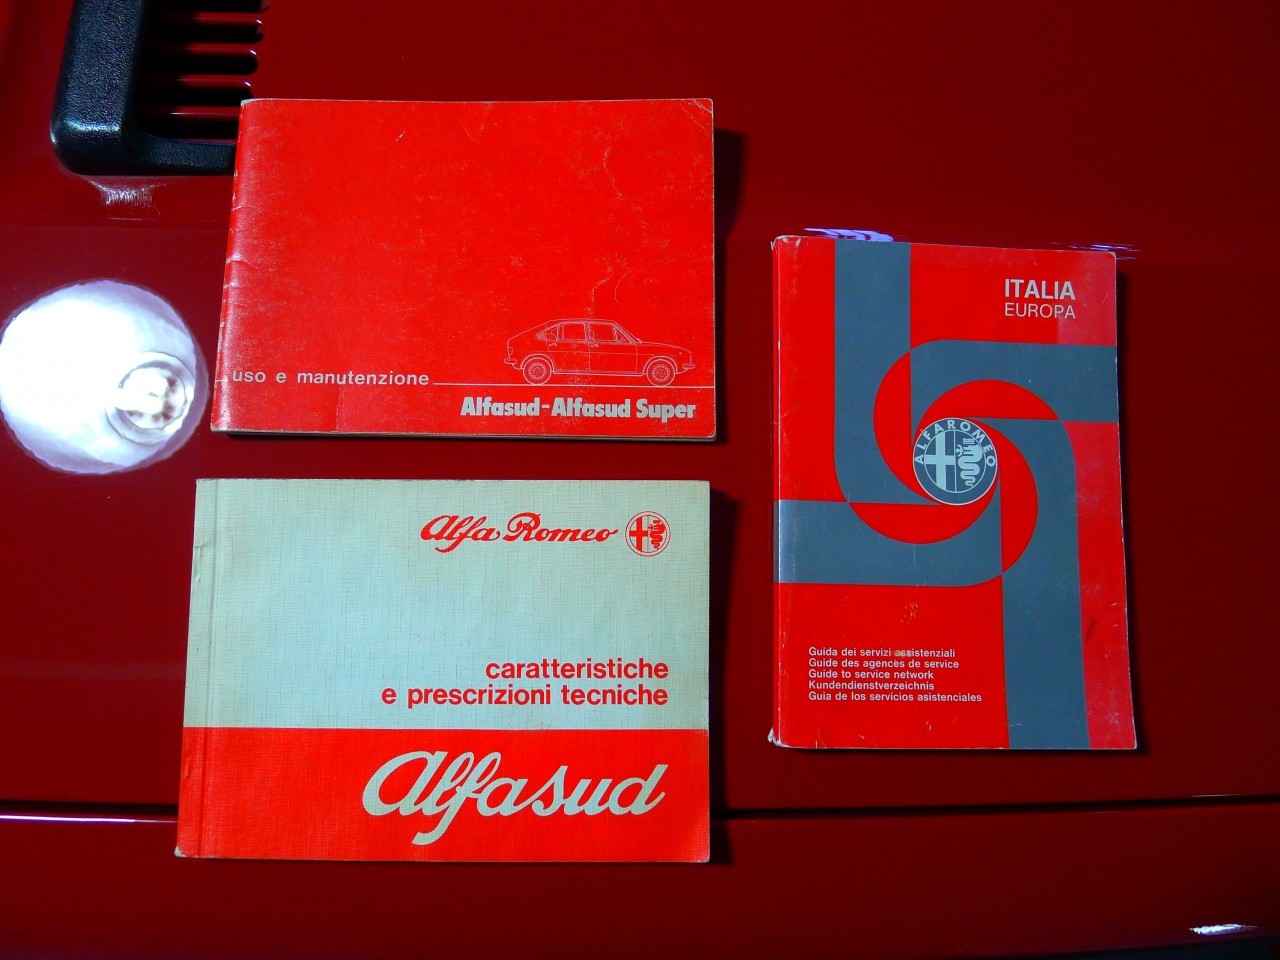 uso e manutenzione
Alfasud-Alfasud Super
Alfa Romeo
caratteristiche
e prescrizioni tecniche
Alfasud
ITALIA
EUROPA
ALFA ROMEO
Guida dei servizi assistenziali
Guide des agences de service
Guide to service network
Kundendienstverzeichnis
Guia de los servicios asistenciales